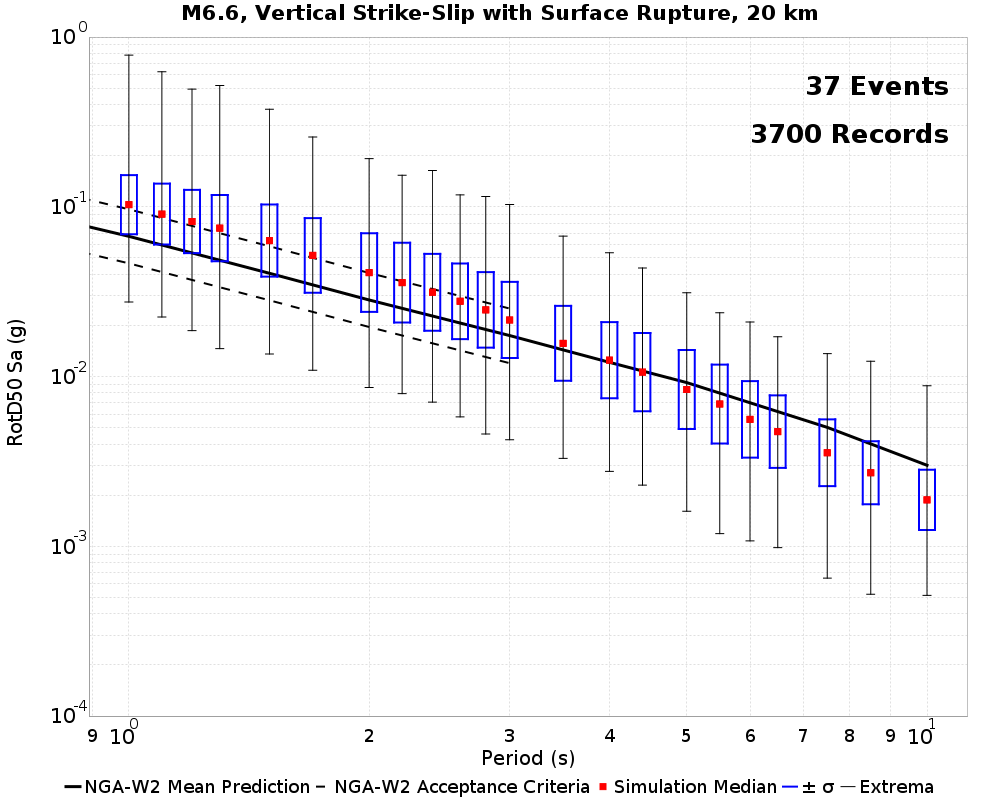 M6.6, Vertical Strike-Slip with Surface Rupture, 20 km
37 Events
3700 Records
10^0
10^-1
10^-2
10^-3
10^-4
RotD50 Sa (g)
9 10^0 2 3 4 5 6 7 8 9 10^1
Period (s)
NGA-W2 Mean Prediction NGA-W2 Acceptance Criteria Simulation Median ± σ Extrema